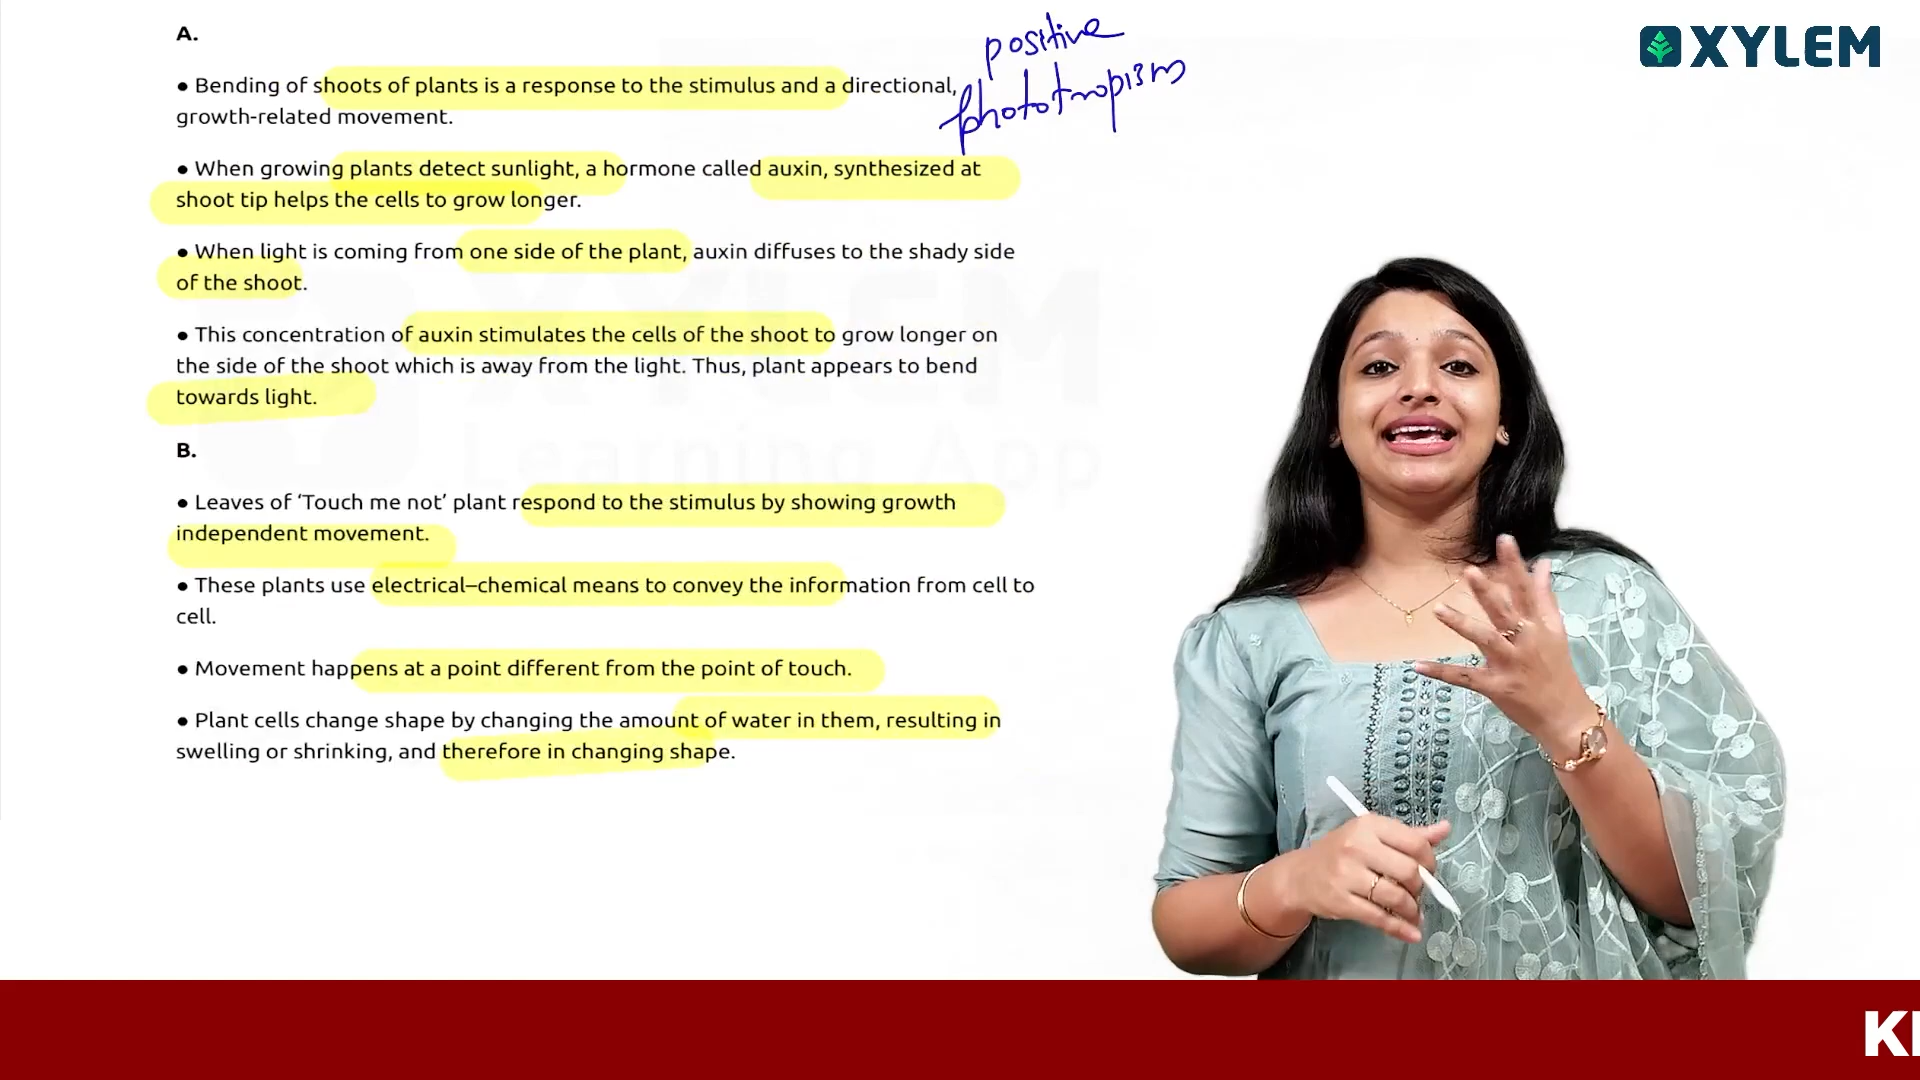 A.
positive
phototropism
XYLEM
● Bending of shoots of plants is a response to the stimulus and a directional,
growth-related movement.
● When growing plants detect sunlight, a hormone called auxin, synthesized at
shoot tip helps the cells to grow longer.
● When light is coming from one side of the plant, auxin diffuses to the shady side
of the shoot.
● This concentration of auxin stimulates the cells of the shoot to grow longer on
the side of the shoot which is away from the light. Thus, plant appears to bend
towards light.
B.
● Leaves of ‘Touch me not’ plant respond to the stimulus by showing growth
independent movement.
● These plants use electrical–chemical means to convey the information from cell to
cell.
● Movement happens at a point different from the point of touch.
● Plant cells change shape by changing the amount of water in them, resulting in
swelling or shrinking, and therefore in changing shape.
XYLEM
Learning App